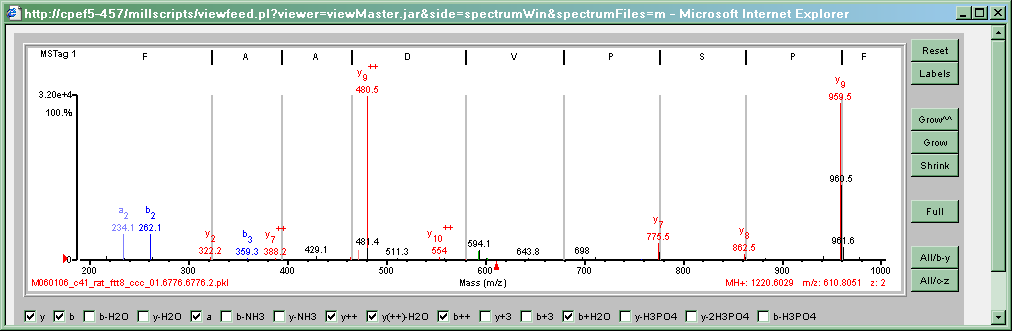 http://cpef5-457/millscripts/viewfeed.pl?viewer=viewMaster.jar&side=spectrumWin&spectrumFiles=m - Microsoft Internet Explorer
MSTag 1
F A A D V P S P F
Reset
Labels
Grow^^
Grow
Shrink
Full
All/b-y
All/c-z
3.20e+4
100.%
0
y9++
480.5
y9
959.5
960.5
961.6
a2
234.1
b2
262.1
y2
322.2
b3
359.3
y7++
388.2
429.1
481.4
511.3
y10++
554
594.1
643.8
698
y7
775.5
y8
862.5
200 300 400 500 600 700 800 900 1000
Mass (m/z)
M060106_c41_rat_ftt8_ccc_01.6776.6776.2.pkl
MH+: 1220.6029 m/z: 610.8051 z: 2
y b b-H2O y-H2O a b-NH3 y-NH3 y++ y(++)-H2O b++ y+3 b+3 b+H2O y-H3PO4 y-2H3PO4 b-H3PO4